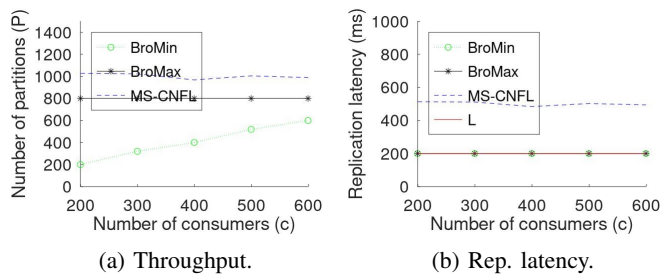 1400
1200
1000
800
600
400
200
0
Number of partitions (P)
BroMin
BroMax
MS-CNFL
200 300 400 500 600
Number of consumers (c)
(a) Throughput.
1000
800
600
400
200
0
Replication latency (ms)
BroMin
BroMax
MS-CNFL
L
200 300 400 500 600
Number of consumers (c)
(b) Rep. latency.